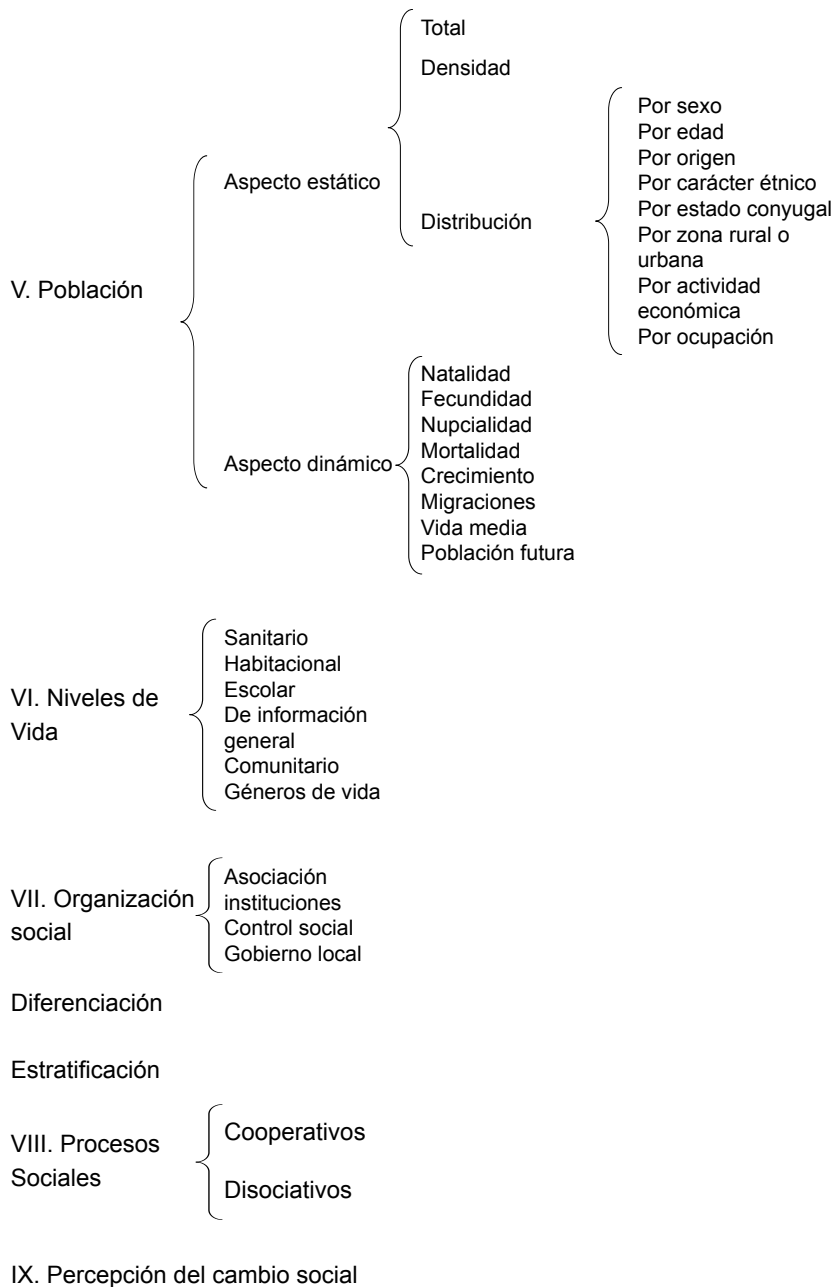 Total
Densidad
Por sexo
Por edad
Por origen
Por carácter étnico
Por estado conyugal
Por zona rural o
urbana
Por actividad
económica
Por ocupación
Aspecto estático
Distribución
V. Población
Natalidad
Fecundidad
Nupcialidad
Mortalidad
Crecimiento
Migraciones
Vida media
Población futura
Aspecto dinámico
Sanitario
Habitacional
Escolar
De información
general
Comunitario
Géneros de vida
VI. Niveles de
Vida
Asociación
instituciones
Control social
Gobierno local
VII. Organización
social
Diferenciación
Estratificación
VIII. Procesos
Sociales
Cooperativos
Disociativos
IX. Percepción del cambio social